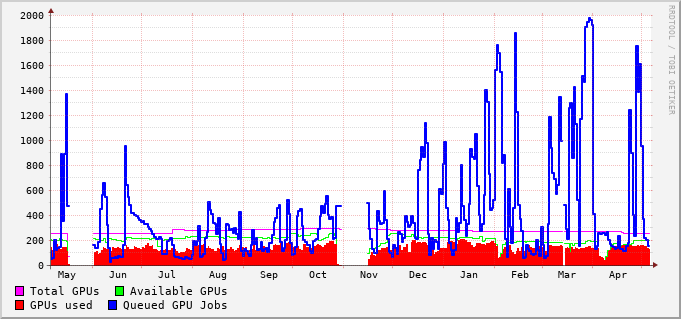 2000
1800
1600
1400
1200
1000
800
600
400
200
0
May Jun Jul Aug Sep Oct Nov Dec Jan Feb Mar Apr
Total GPUs Available GPUs
GPUs used Queued GPU Jobs
RRDTOOL / TOBI OETIKER